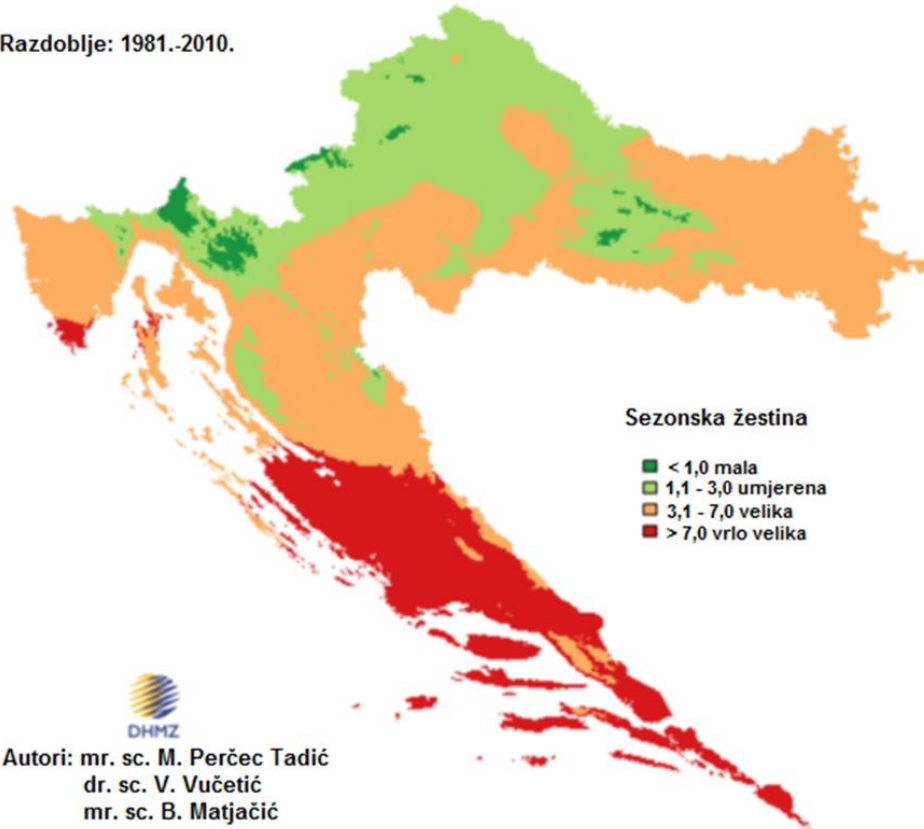 Razdoblje: 1981.-2010.
Sezonska žestina
< 1,0 mala
1,1 - 3,0 umjerena
3,1 - 7,0 velika
> 7,0 vrlo velika
DHMZ
Autori: mr. sc. M. Perčec Tadić
dr. sc. V. Vučetić
mr. sc. B. Matjačić